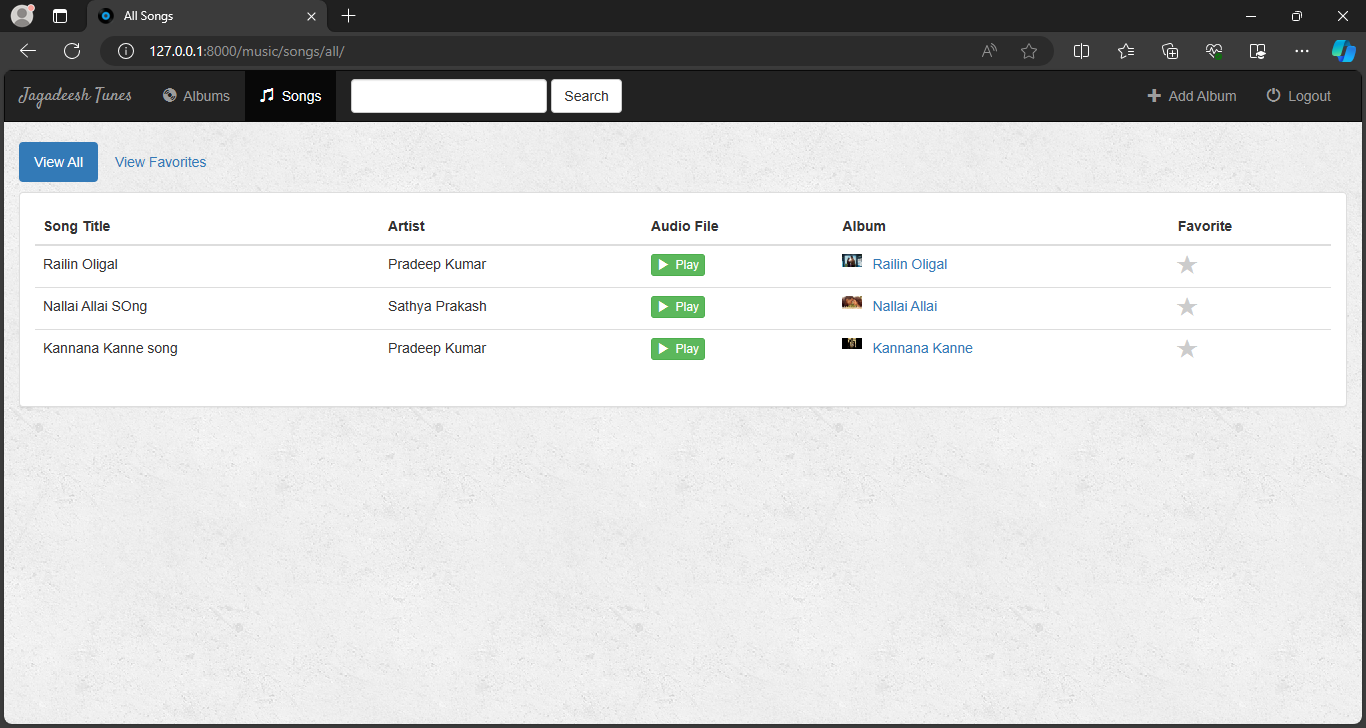 All Songs
127.0.0.1:8000/music/songs/all/
Jagadeesh Tunes Albums Songs Search Add Album Logout
View All View Favorites
Song Title Artist Audio File Album Favorite
Railin Oligal Pradeep Kumar Play Railin Oligal
Nallai Allai SOng Sathya Prakash Play Nallai Allai
Kannana Kanne song Pradeep Kumar Play Kannana Kanne